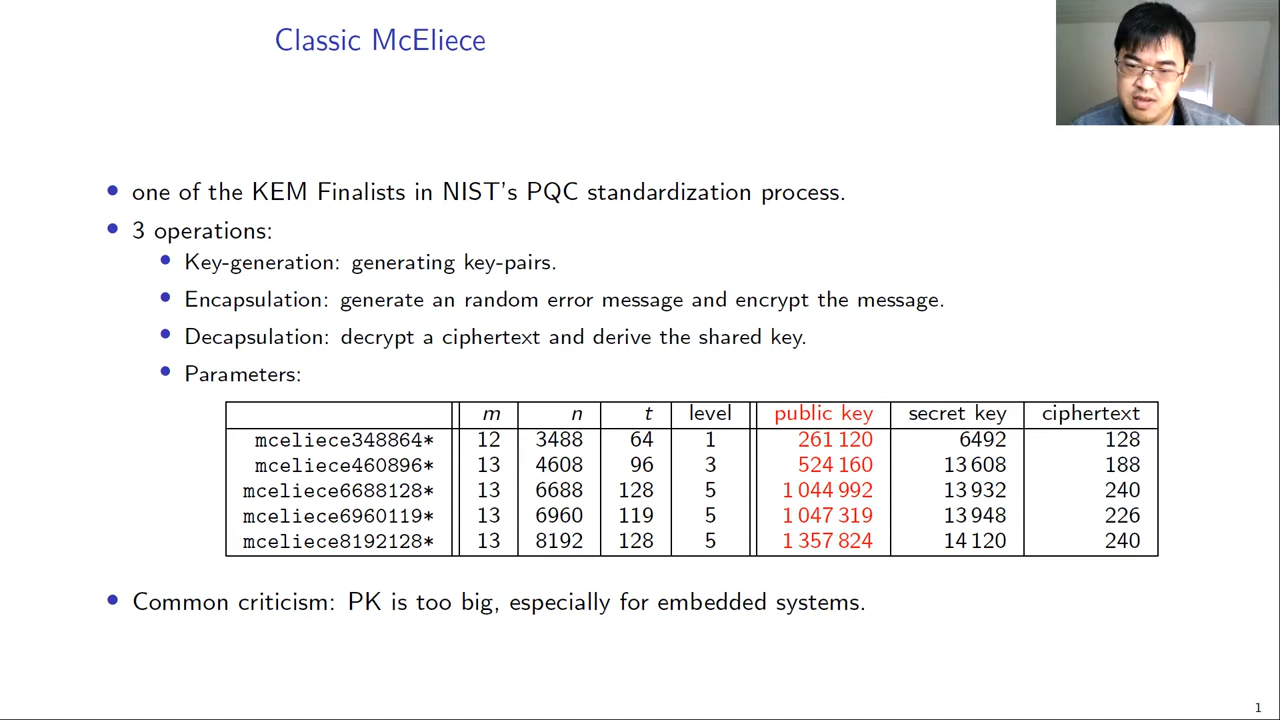 Classic McEliece
• one of the KEM Finalists in NIST's PQC standardization process.
• 3 operations:
• Key-generation: generating key-pairs.
• Encapsulation: generate an random error message and encrypt the message.
• Decapsulation: decrypt a ciphertext and derive the shared key.
• Parameters:
m n t level public key secret key ciphertext
mceliece348864* 12 3488 64 1 261 120 6492 128
mceliece460896* 13 4608 96 3 524 160 13 608 188
mceliece6688128* 13 6688 128 5 1 044 992 13 932 240
mceliece6960119* 13 6960 119 5 1 047 319 13 948 226
mceliece8192128* 13 8192 128 5 1 357 824 14 120 240
• Common criticism: PK is too big, especially for embedded systems.
1